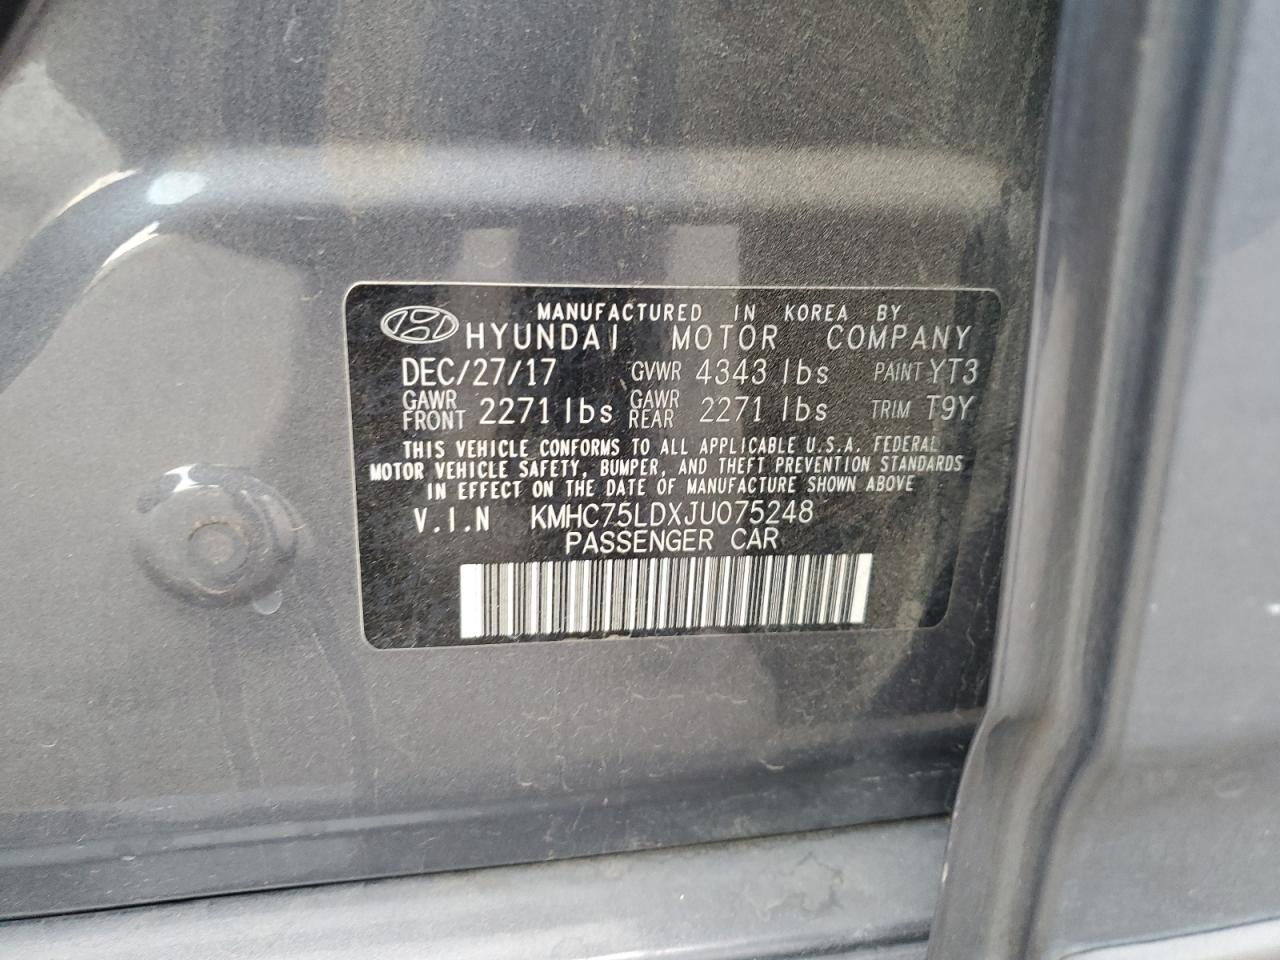 MANUFACTURED IN KOREA BY
HYUNDAI MOTOR COMPANY
DEC/27/17 GVWR 4343 lbs PAINT YT3
GAWR FRONT 2271 lbs GAWR REAR 2271 lbs TRIM T9Y
THIS VEHICLE CONFORMS TO ALL APPLICABLE U.S.A. FEDERAL
MOTOR VEHICLE SAFETY, BUMPER, AND THEFT PREVENTION STANDARDS
IN EFFECT ON THE DATE OF MANUFACTURE SHOWN ABOVE
V.I.N KMHC75LDXJU075248
PASSENGER CAR